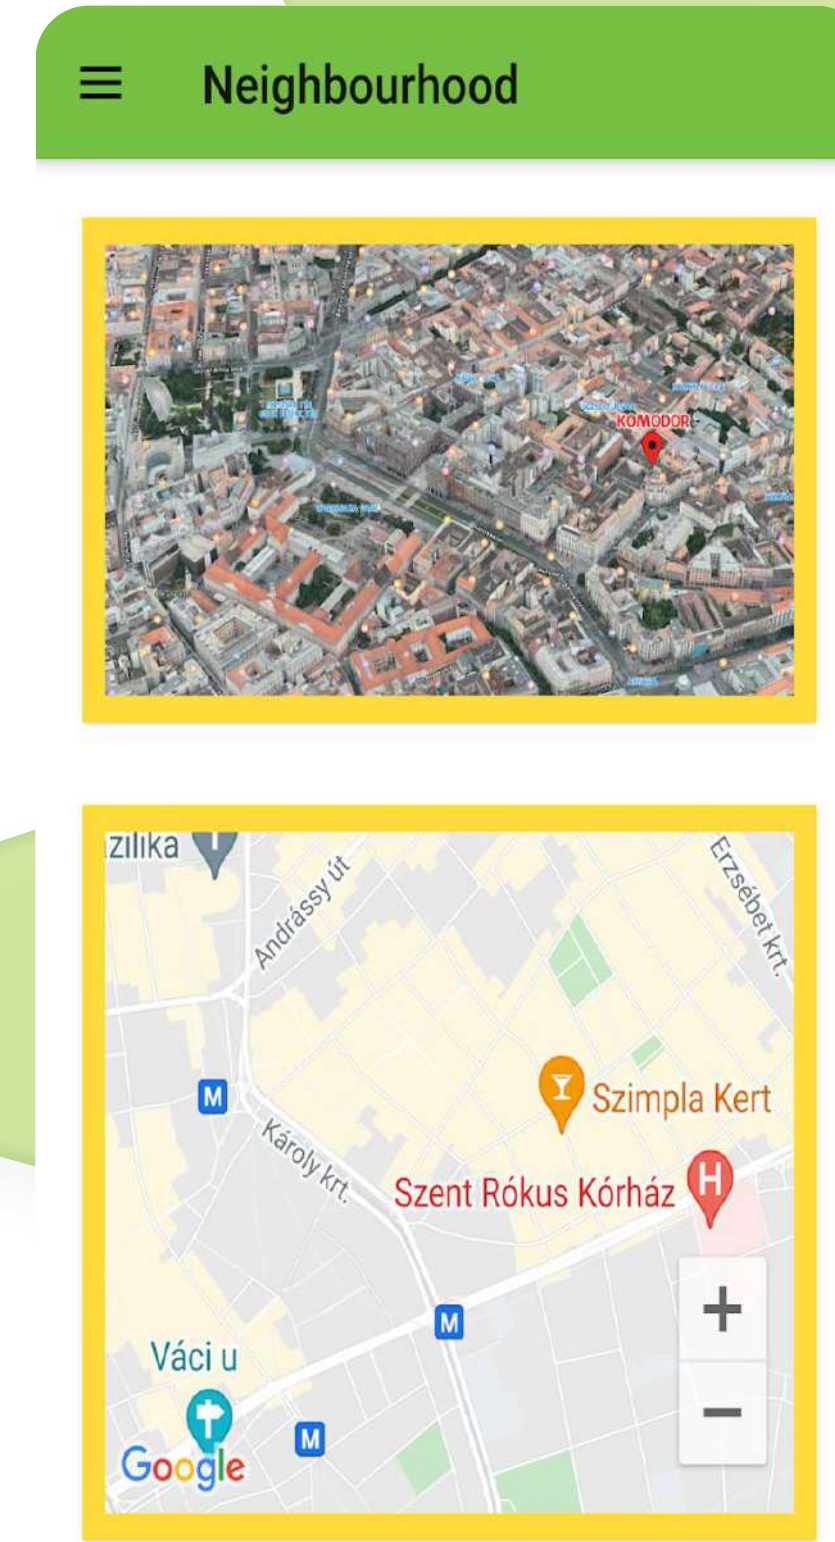 Neighbourhood
KOMODOR
zilika
Andrássy út
Erzsébet krt.
M
Szimpla Kert
Károly krt.
Szent Rókus Kórház
H
+
M
Váci u
−
M
Google